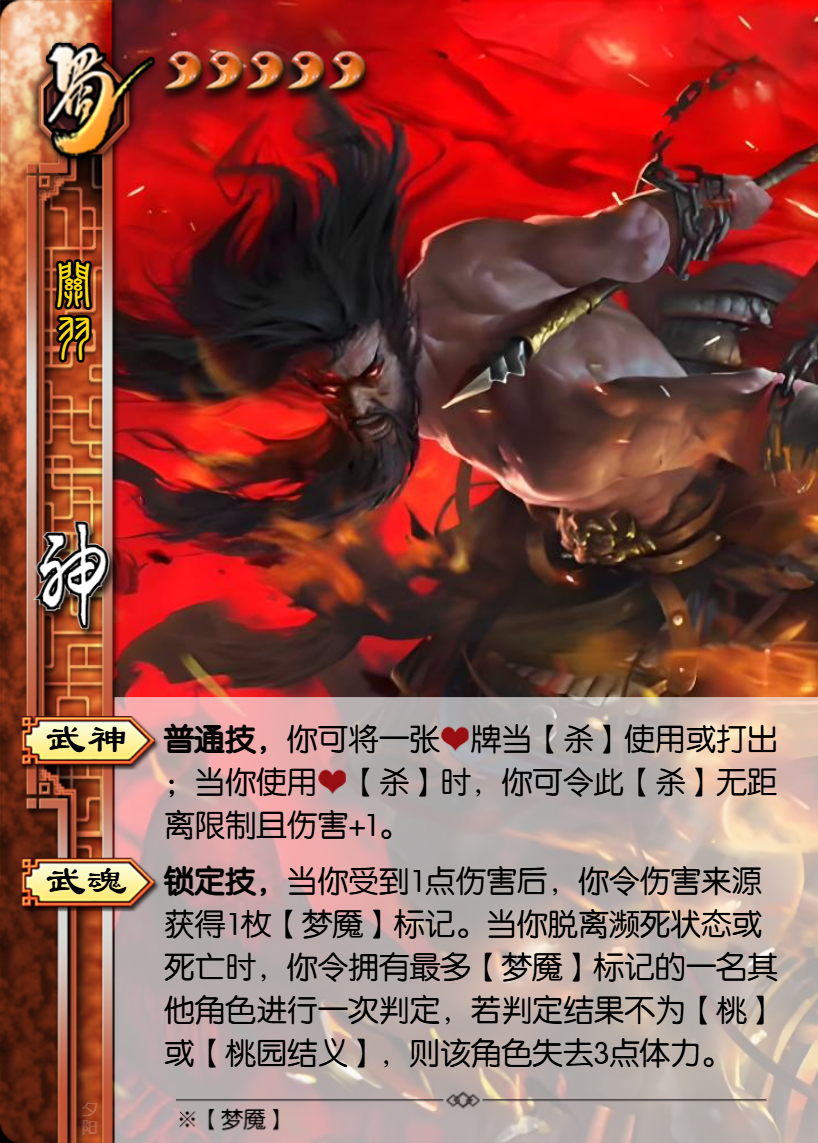 蜀
關羽
神
武神
普通技，你可将一张❤牌当【杀】使用或打出
；当你使用❤【杀】时，你可令此【杀】无距
离限制且伤害+1。
武魂
锁定技，当你受到1点伤害后，你令伤害来源
获得1枚【梦魇】标记。当你脱离濒死状态或
死亡时，你令拥有最多【梦魇】标记的一名其
他角色进行一次判定，若判定结果不为【桃】
或【桃园结义】，则该角色失去3点体力。
※【梦魇】
夕阳